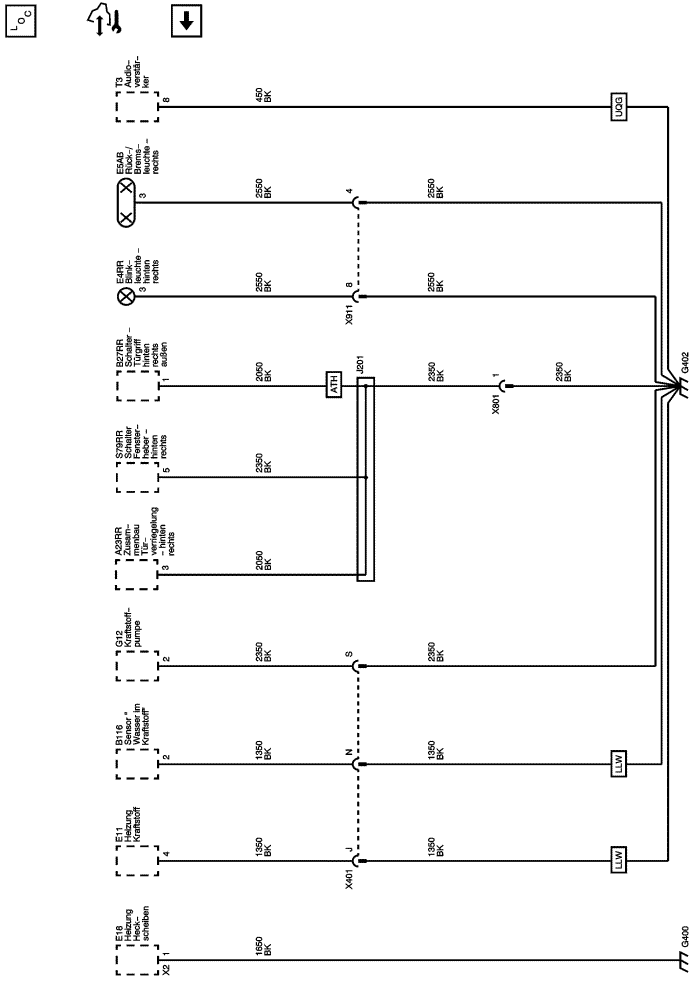 LOC
T3
Audio–
verstär–
ker
8
450
BK
UQG
E5AB
Rück–/
Brems–
leuchte –
rechts
3
2550
BK
4
2550
BK
E4RR
Blink–
leuchte –
hinten
rechts
3
2550
BK
8
X911
2550
BK
B27RR
Schalter –
Türgriff
hinten
rechts
außen
1
2050
BK
ATH
J201
2350
BK
1
X801
2350
BK
G402
S79RR
Schalter
Fenster–
heber –
hinten
rechts
5
2350
BK
A23RR
Zusam–
menbau
Tür–
verriegelung
– hinten
rechts
3
2050
BK
G12
Kraftstoff–
pumpe
2
2350
BK
S
2350
BK
B116
Sensor "
Wasser im
Kraftstoff"
2
1350
BK
N
1350
BK
LLW
E11
Heizung
Kraftstoff
4
1350
BK
J
X401
1350
BK
LLW
E18
Heizung
Heck–
scheiben
1
X2
1650
BK
G400